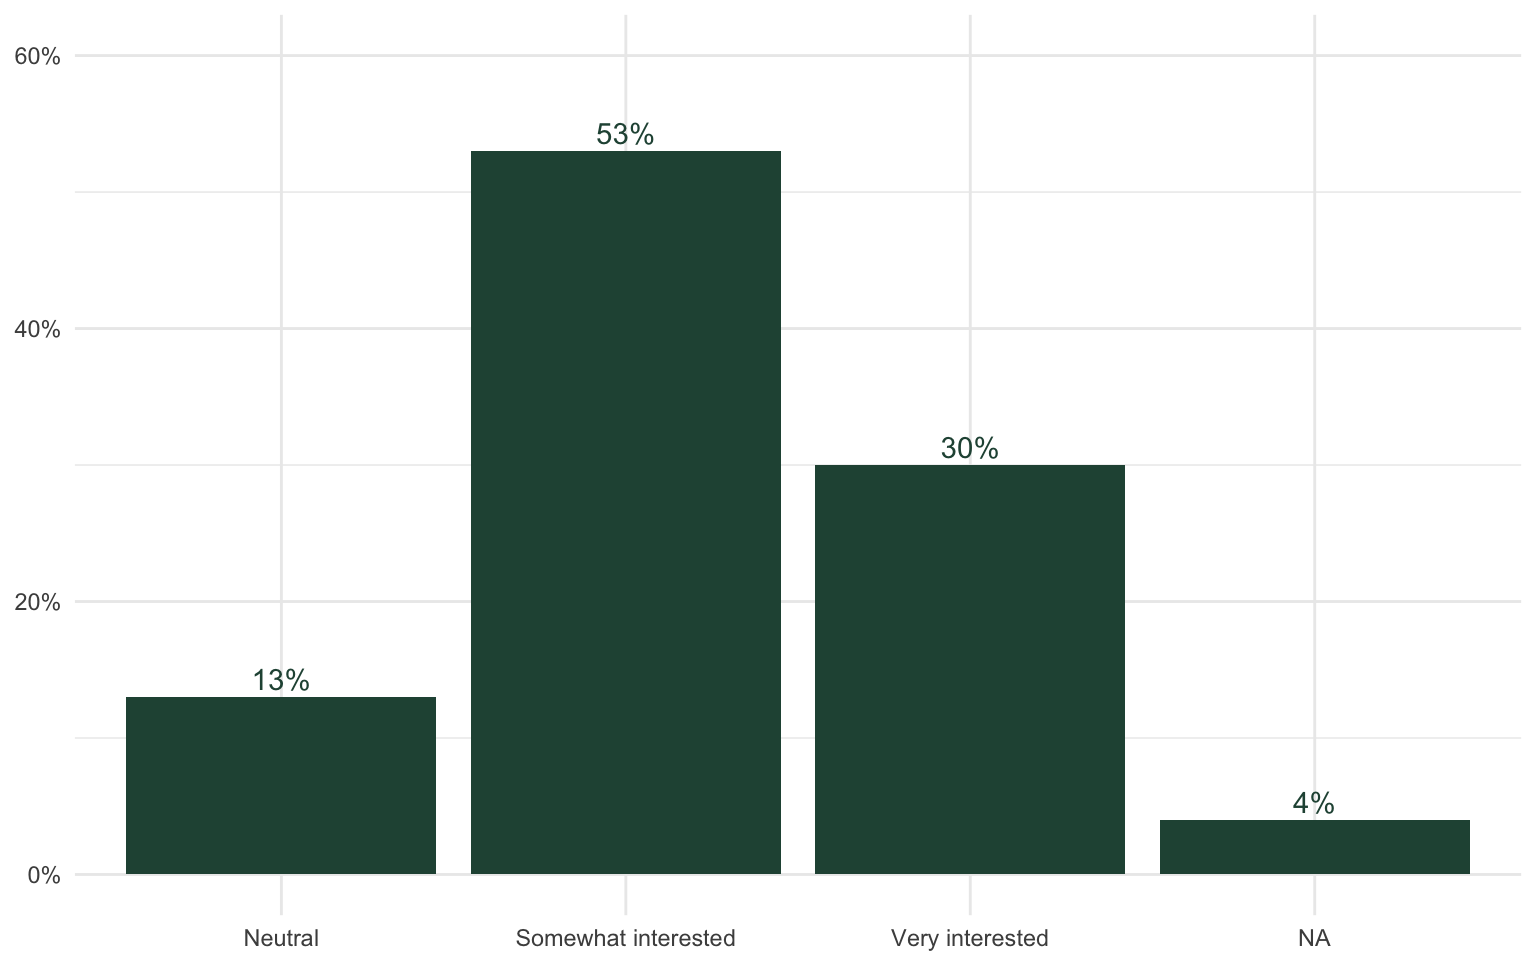 60%
53%
40%
30%
20%
13%
4%
0%
Neutral
Somewhat interested
Very interested
NA